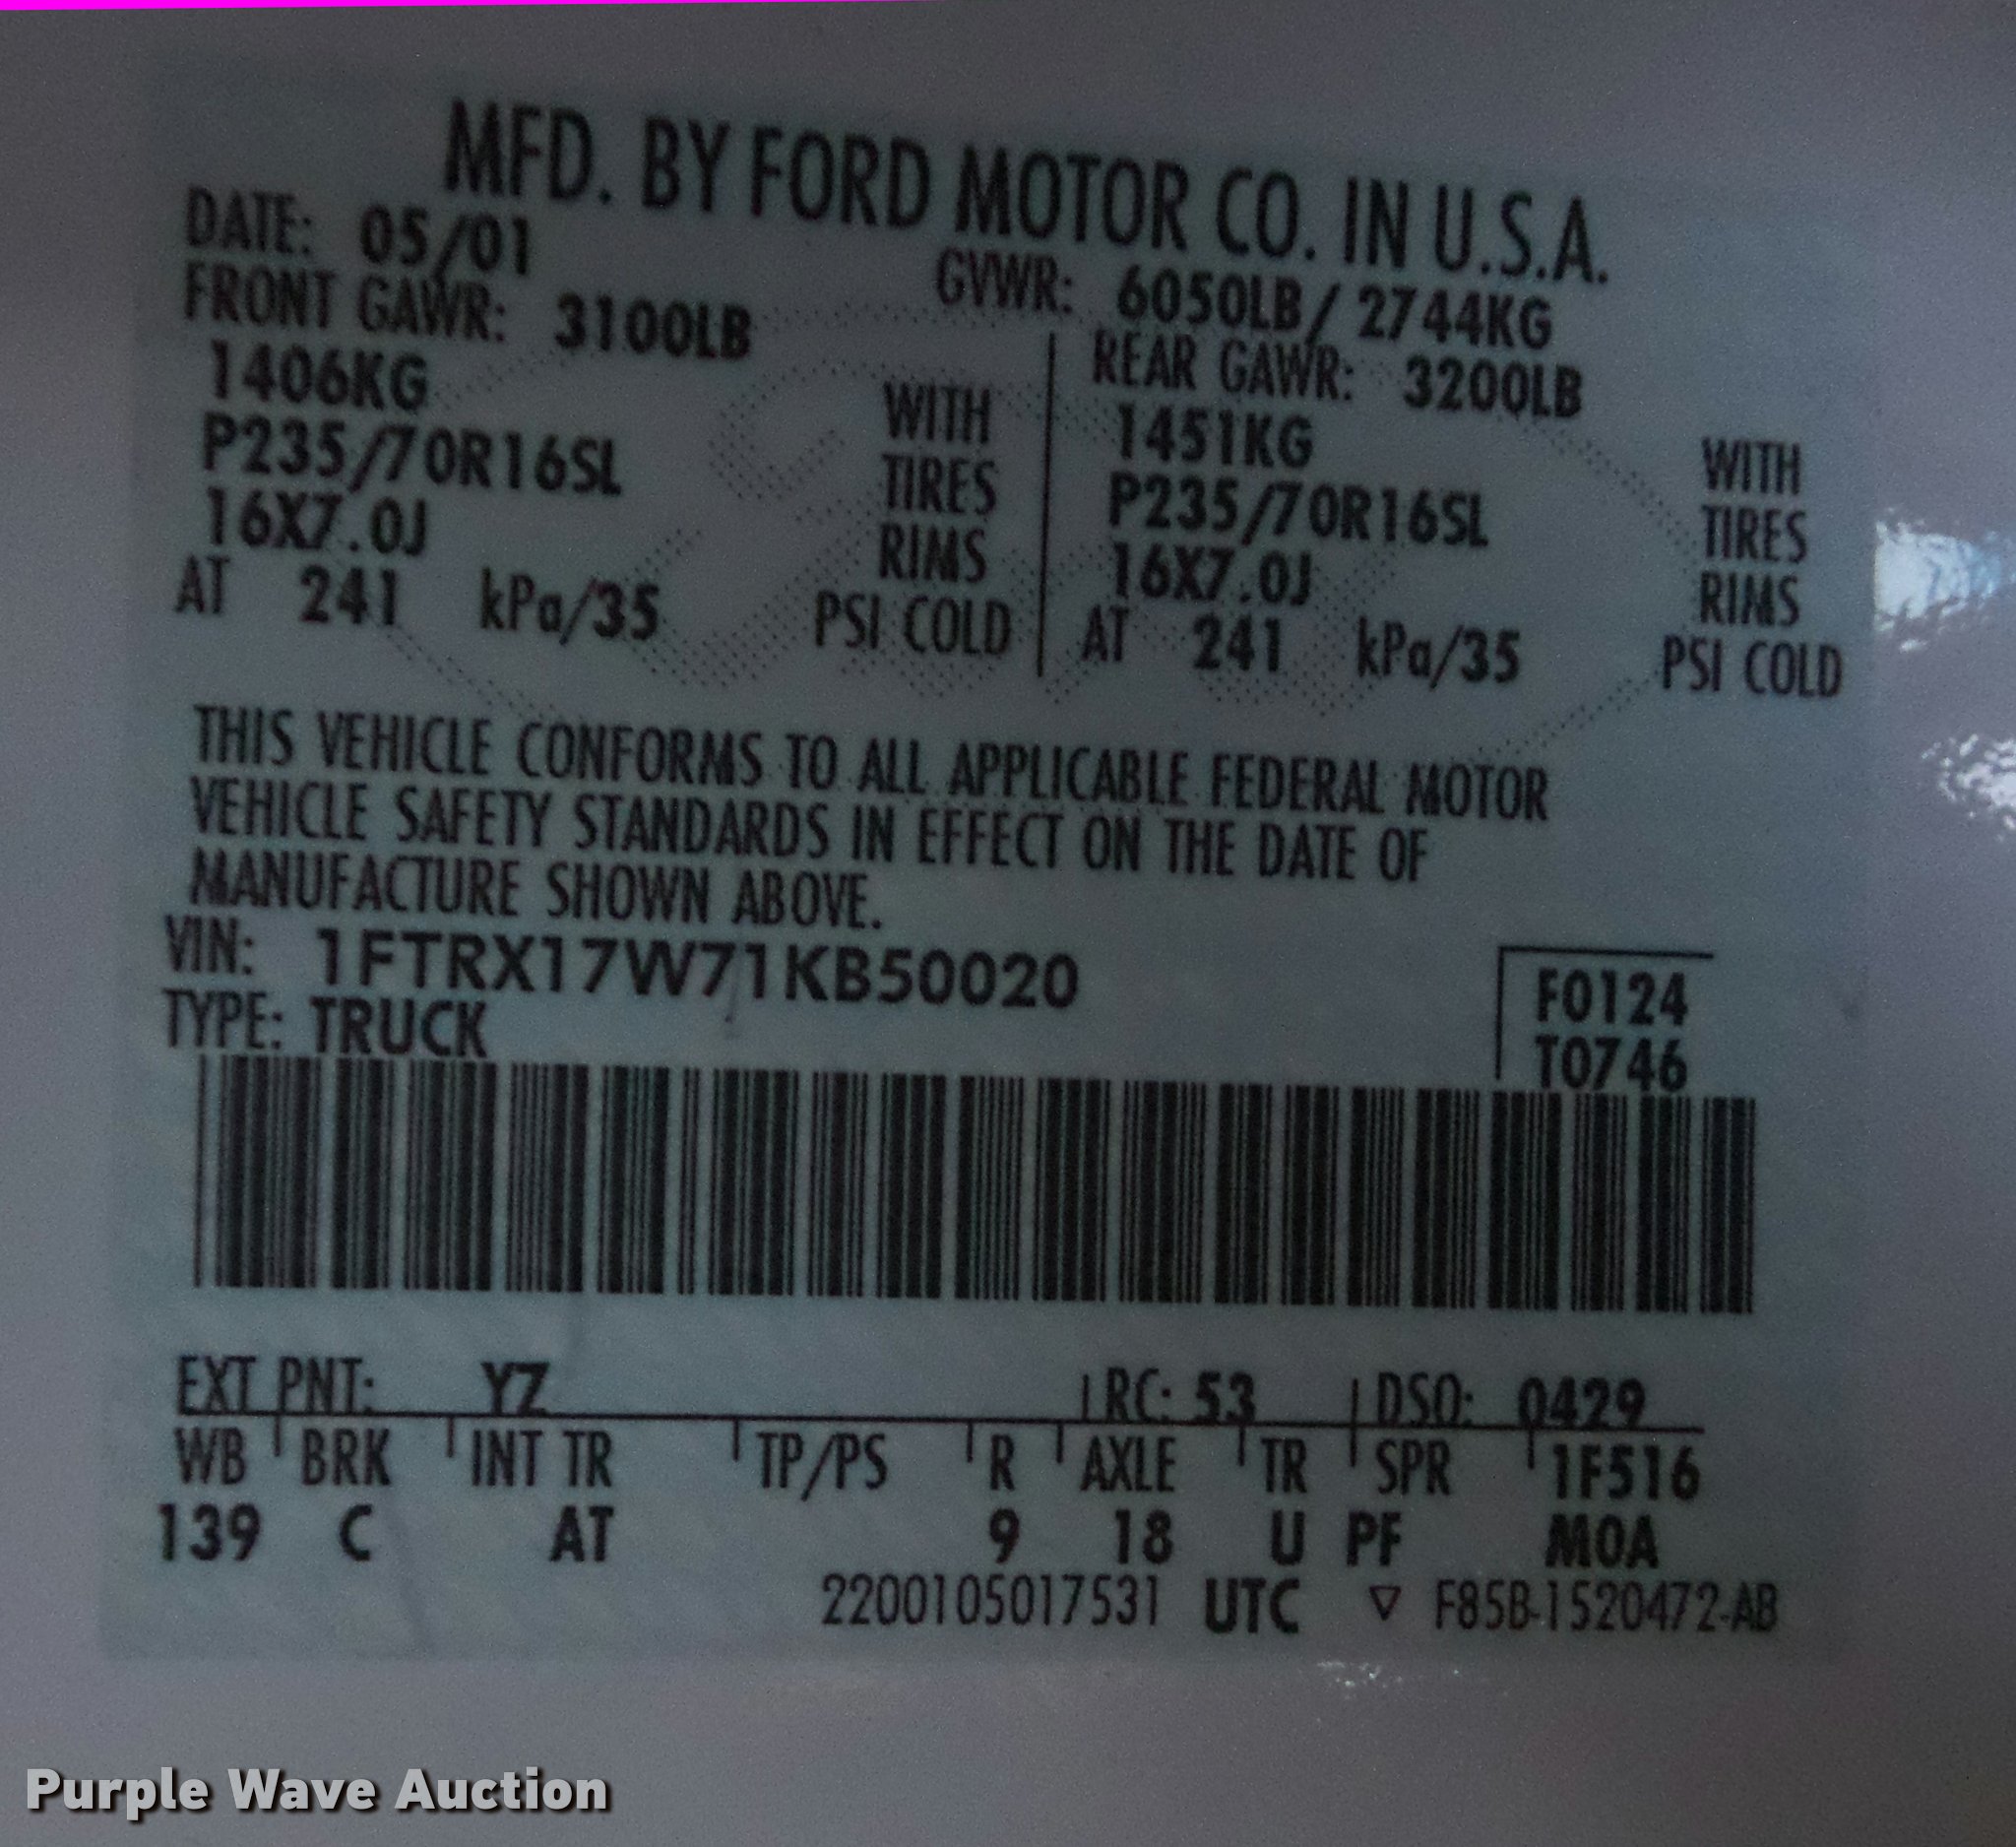 MFD. BY FORD MOTOR CO. IN U.S.A.
DATE: 05/01 GVWR: 6050LB/ 2744KG
FRONT GAWR: 3100LB REAR GAWR: 3200LB
1406KG WITH 1451KG WITH
P235/70R16SL TIRES P235/70R16SL TIRES
16X7.0J RIMS 16X7.0J RIMS
AT 241 kPa/35 PSI COLD AT 241 kPa/35 PSI COLD
THIS VEHICLE CONFORMS TO ALL APPLICABLE FEDERAL MOTOR
VEHICLE SAFETY STANDARDS IN EFFECT ON THE DATE OF
MANUFACTURE SHOWN ABOVE.
VIN: 1FTRX17W71KB50020 F0124
TYPE: TRUCK T0746
EXT PNT: YZ RC: 53 DSO: 0429
WB BRK INT TR TP/PS R AXLE TR SPR 1F516
139 C AT 9 18 U PF MOA
2200105017531 UTC ▽ F85B-1520472-AB
Purple Wave Auction